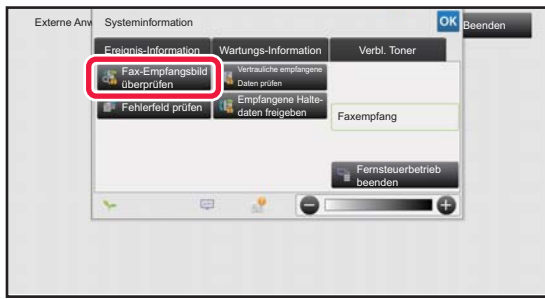 Externe Anw
Systeminformation
OK
Beenden
Ereignis-Information
Wartungs-Information
Verbl. Toner
Fax-Empfangsbild
überprüfen
Vertrauliche empfangene
Daten prüfen
Fehlerfeld prüfen
Empfangene Halte-
daten freigeben
Faxempfang
Fernsteuerbetrieb
beenden